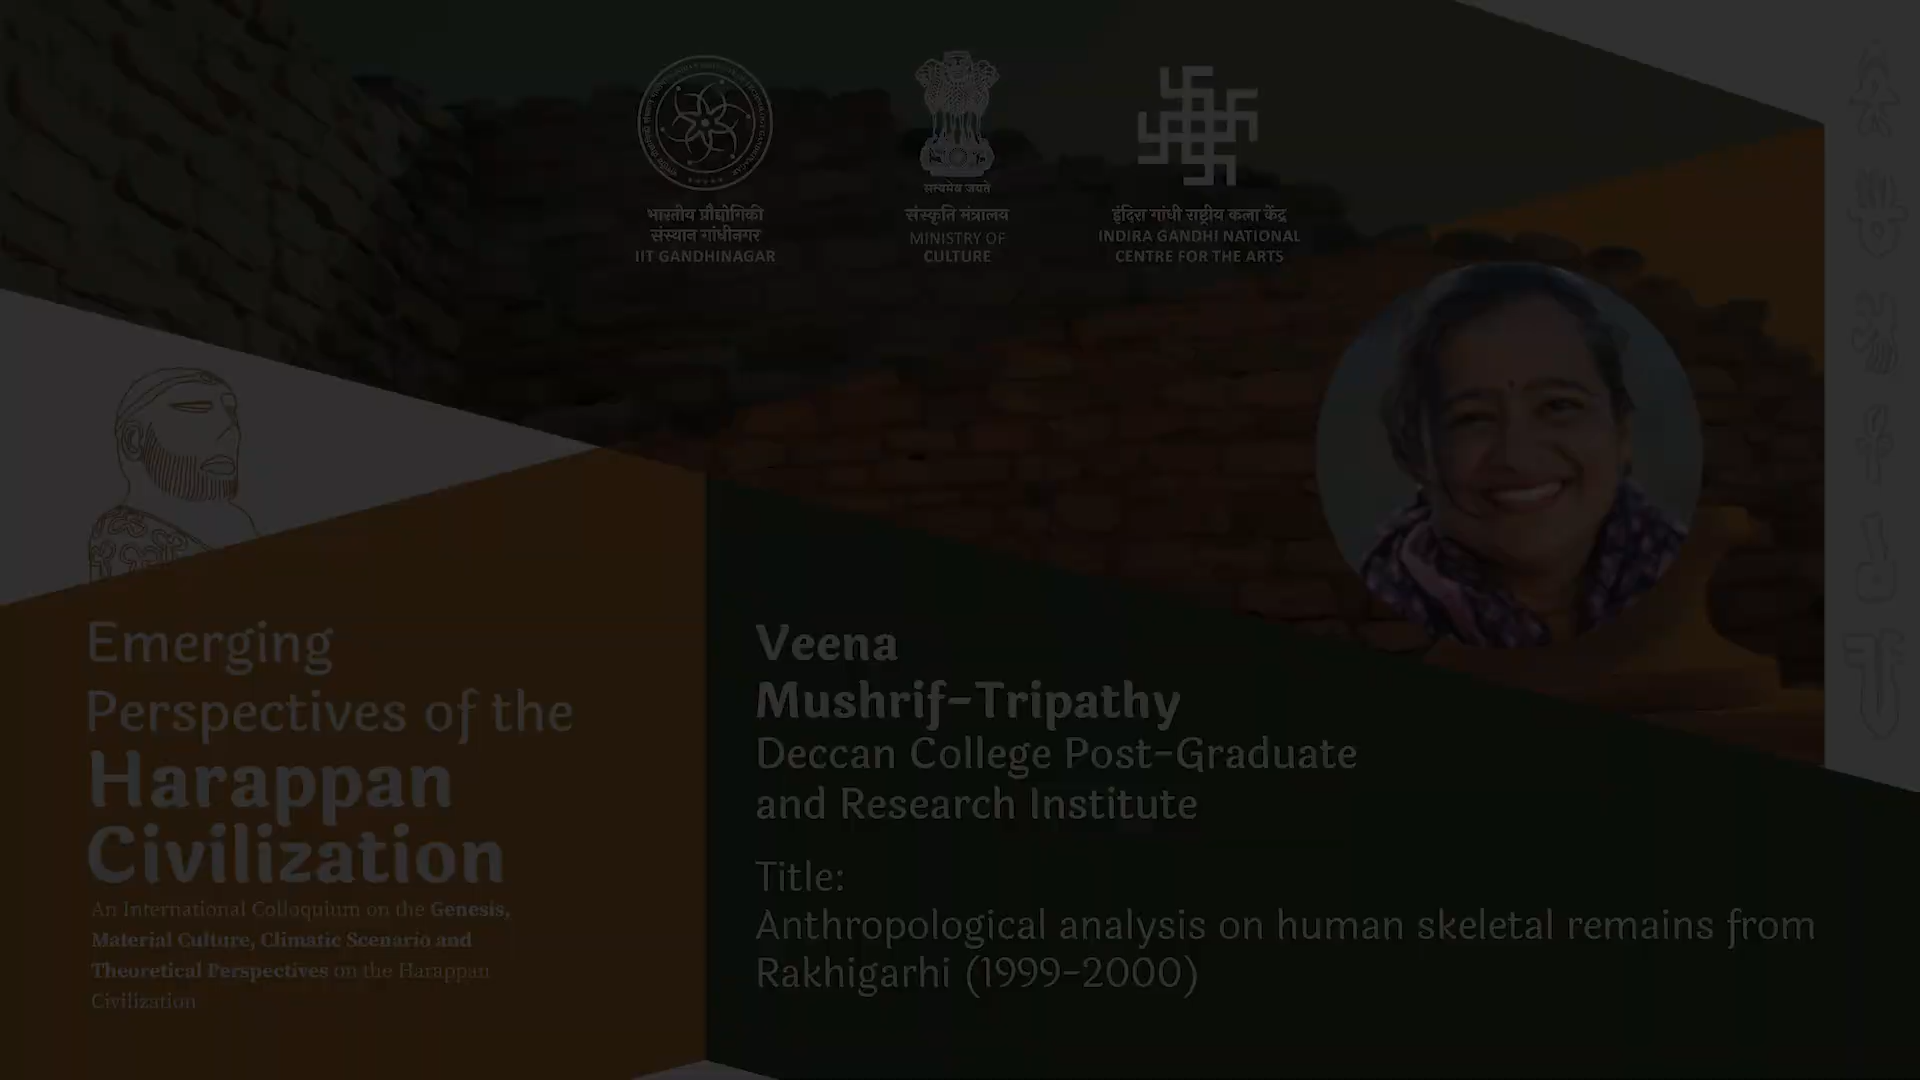 सत्यमेव जयते
भारतीय प्रौद्योगिकी
संस्थान गांधीनगर
IIT GANDHINAGAR
संस्कृति मंत्रालय
MINISTRY OF
CULTURE
इंदिरा गांधी राष्ट्रीय कला केंद्र
INDIRA GANDHI NATIONAL
CENTRE FOR THE ARTS
Emerging
Perspectives of the
Harappan
Civilization
An International Colloquium on the Genesis,
Material Culture, Climatic Scenario and
Theoretical Perspectives on the Harappan
Civilization
Veena
Mushrif-Tripathy
Deccan College Post-Graduate
and Research Institute
Title:
Anthropological analysis on human skeletal remains from
Rakhigarhi (1999-2000)